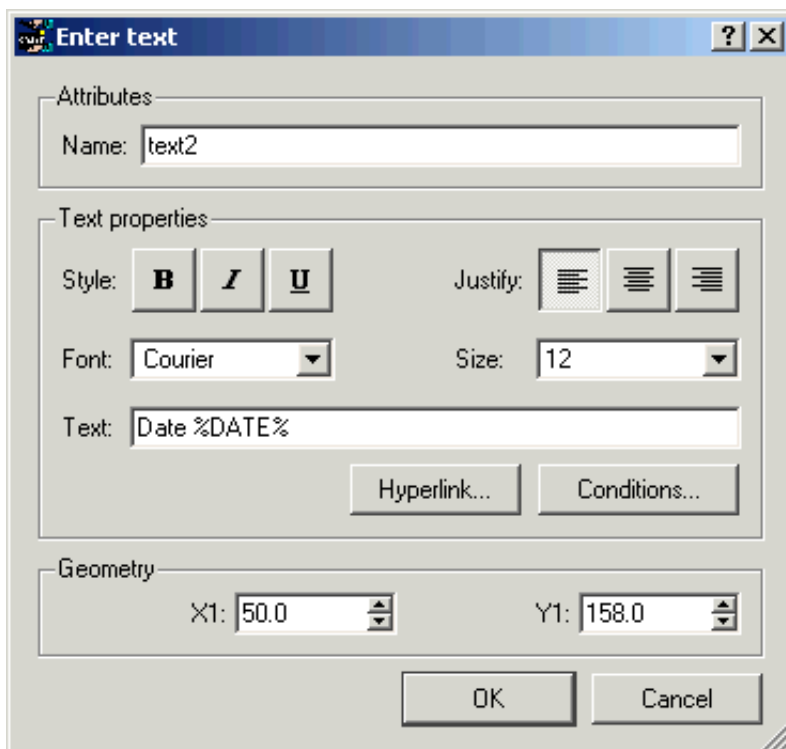 Enter text
Attributes
Name: text2
Text properties
Style: B I U Justify:
Font: Courier Size: 12
Text: Date %DATE%
Hyperlink... Conditions...
Geometry
X1: 50.0 Y1: 158.0
OK Cancel